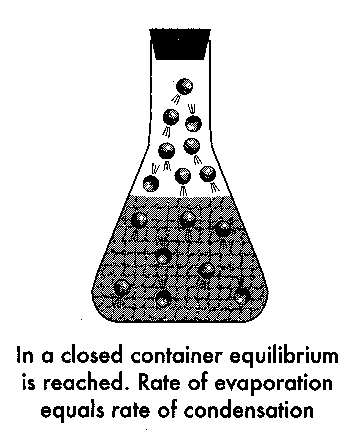 In a closed container equilibrium
is reached. Rate of evaporation
equals rate of condensation